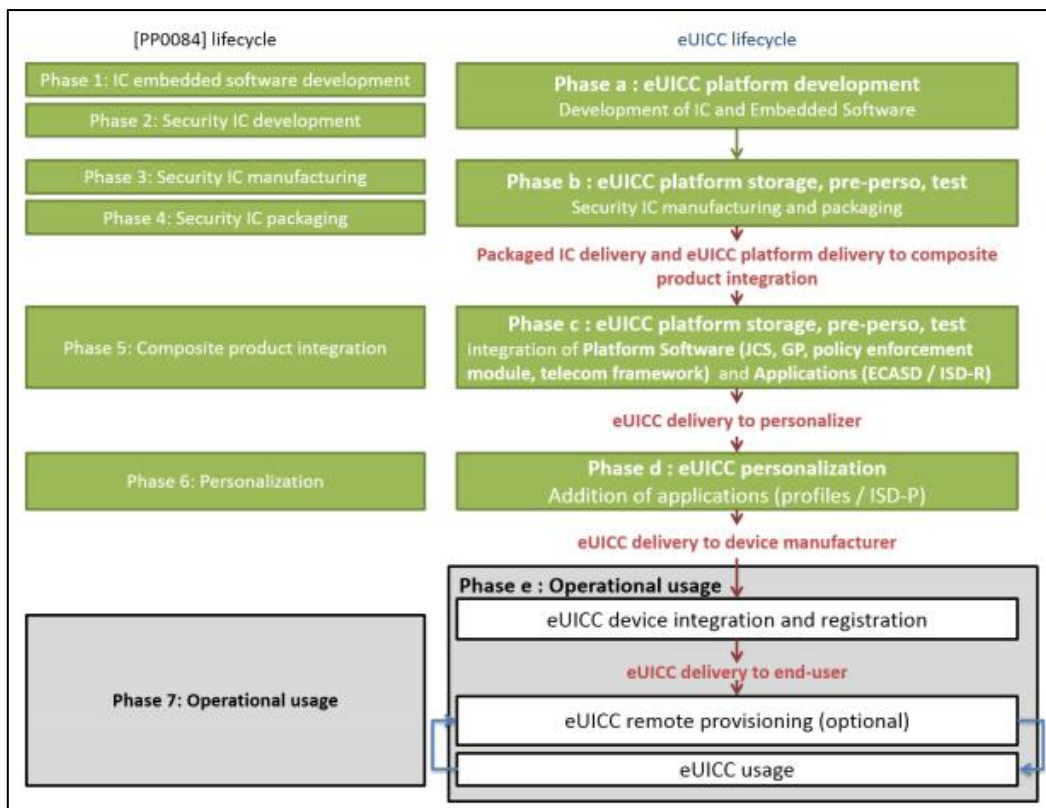 [PP0084] lifecycle
eUICC lifecycle
Phase 1: IC embedded software development
Phase 2: Security IC development
Phase a : eUICC platform development
Development of IC and Embedded Software
Phase 3: Security IC manufacturing
Phase 4: Security IC packaging
Phase b : eUICC platform storage, pre-perso, test
Security IC manufacturing and packaging
Packaged IC delivery and eUICC platform delivery to composite
product integration
Phase 5: Composite product integration
Phase c : eUICC platform storage, pre-perso, test
integration of Platform Software (JCS, GP, policy enforcement
module, telecom framework) and Applications (ECASD / ISD-R)
eUICC delivery to personalizer
Phase 6: Personalization
Phase d : eUICC personalization
Addition of applications (profiles / ISD-P)
eUICC delivery to device manufacturer
Phase 7: Operational usage
Phase e : Operational usage
eUICC device integration and registration
eUICC delivery to end-user
eUICC remote provisioning (optional)
eUICC usage